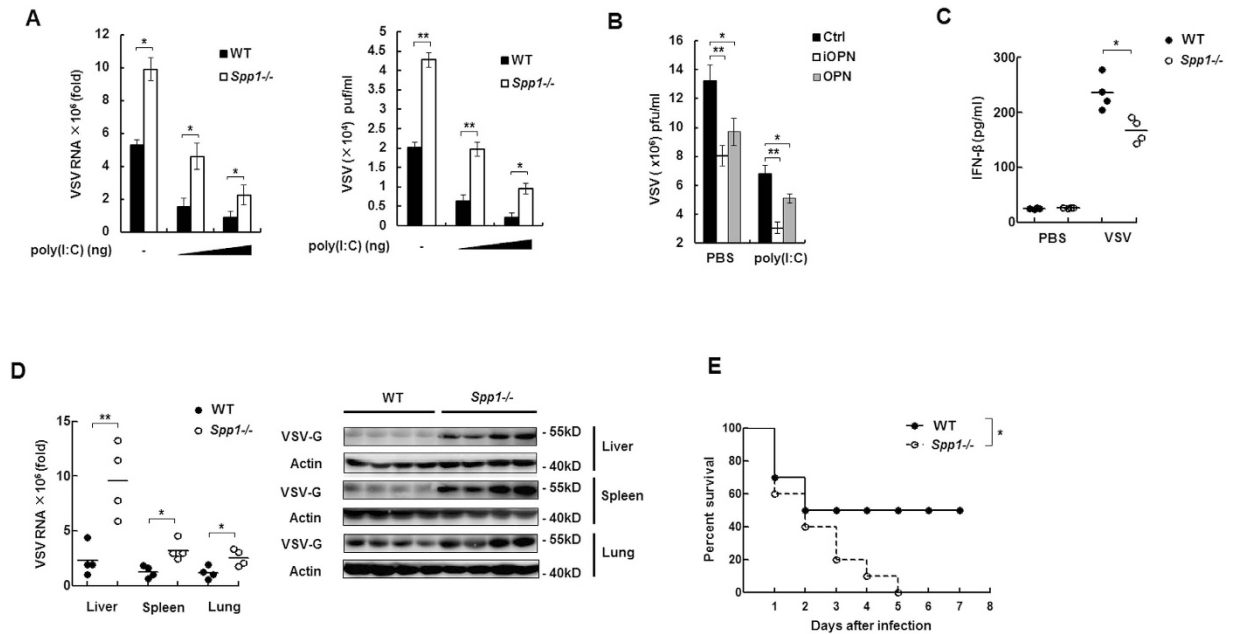 A
VSV RNA × 10⁶ (fold)
12
10
8
6
4
2
0
*
*
*
WT
Spp1-/-
poly(I:C) (ng)
-
VSV (× 10⁴) puf/ml
5
4.5
4
3.5
3
2.5
2
1.5
1
0.5
0
**
**
*
WT
Spp1-/-
poly(I:C) (ng)
-
B
VSV ( x10⁶) pfu/ml
16
14
12
10
8
6
4
2
*
**
*
**
Ctrl
iOPN
OPN
PBS poly(I:C)
C
IFN-β (pg/ml)
300
200
100
0
*
WT
Spp1-/-
PBS VSV
D
VSV RNA × 10⁶ (fold)
15
10
5
0
**
*
*
WT
Spp1-/-
Liver Spleen Lung
WT Spp1-/-
VSV-G - 55kD
Actin - 40kD
Liver
VSV-G - 55kD
Actin - 40kD
Spleen
VSV-G - 55kD
Actin - 40kD
Lung
E
Percent survival
100
80
60
40
20
0
WT
Spp1-/-
*
1 2 3 4 5 6 7 8
Days after infection